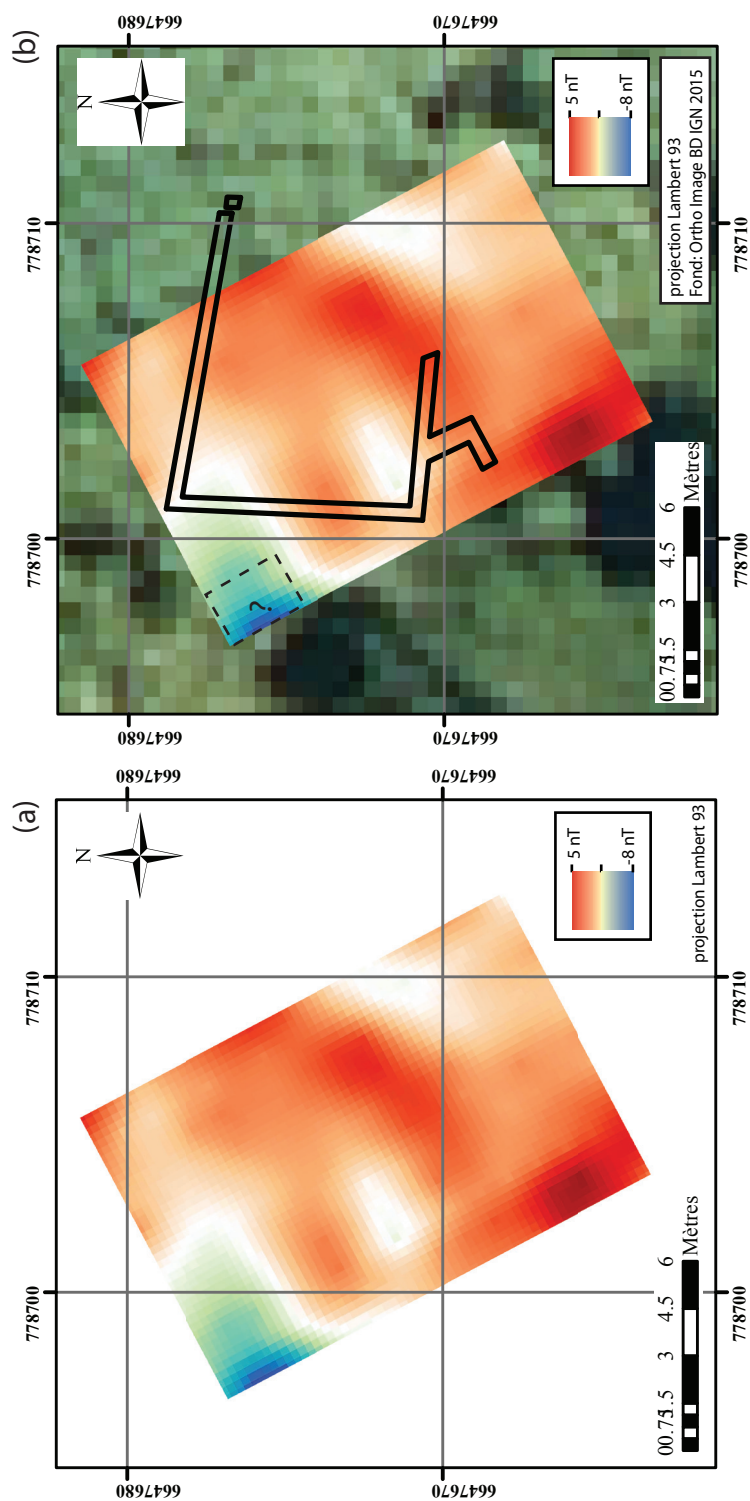 (a)
778700
778710
6647680
6647680
6647670
6647670
N
5 nT
-8 nT
projection Lambert 93
0 0.75 1.5 3 4.5 6
Mètres
778700
778710
(b)
778700
778710
6647680
6647680
6647670
6647670
N
?
5 nT
-8 nT
projection Lambert 93
Fond: Ortho Image BD IGN 2015
0 0.75 1.5 3 4.5 6
Mètres
778700
778710